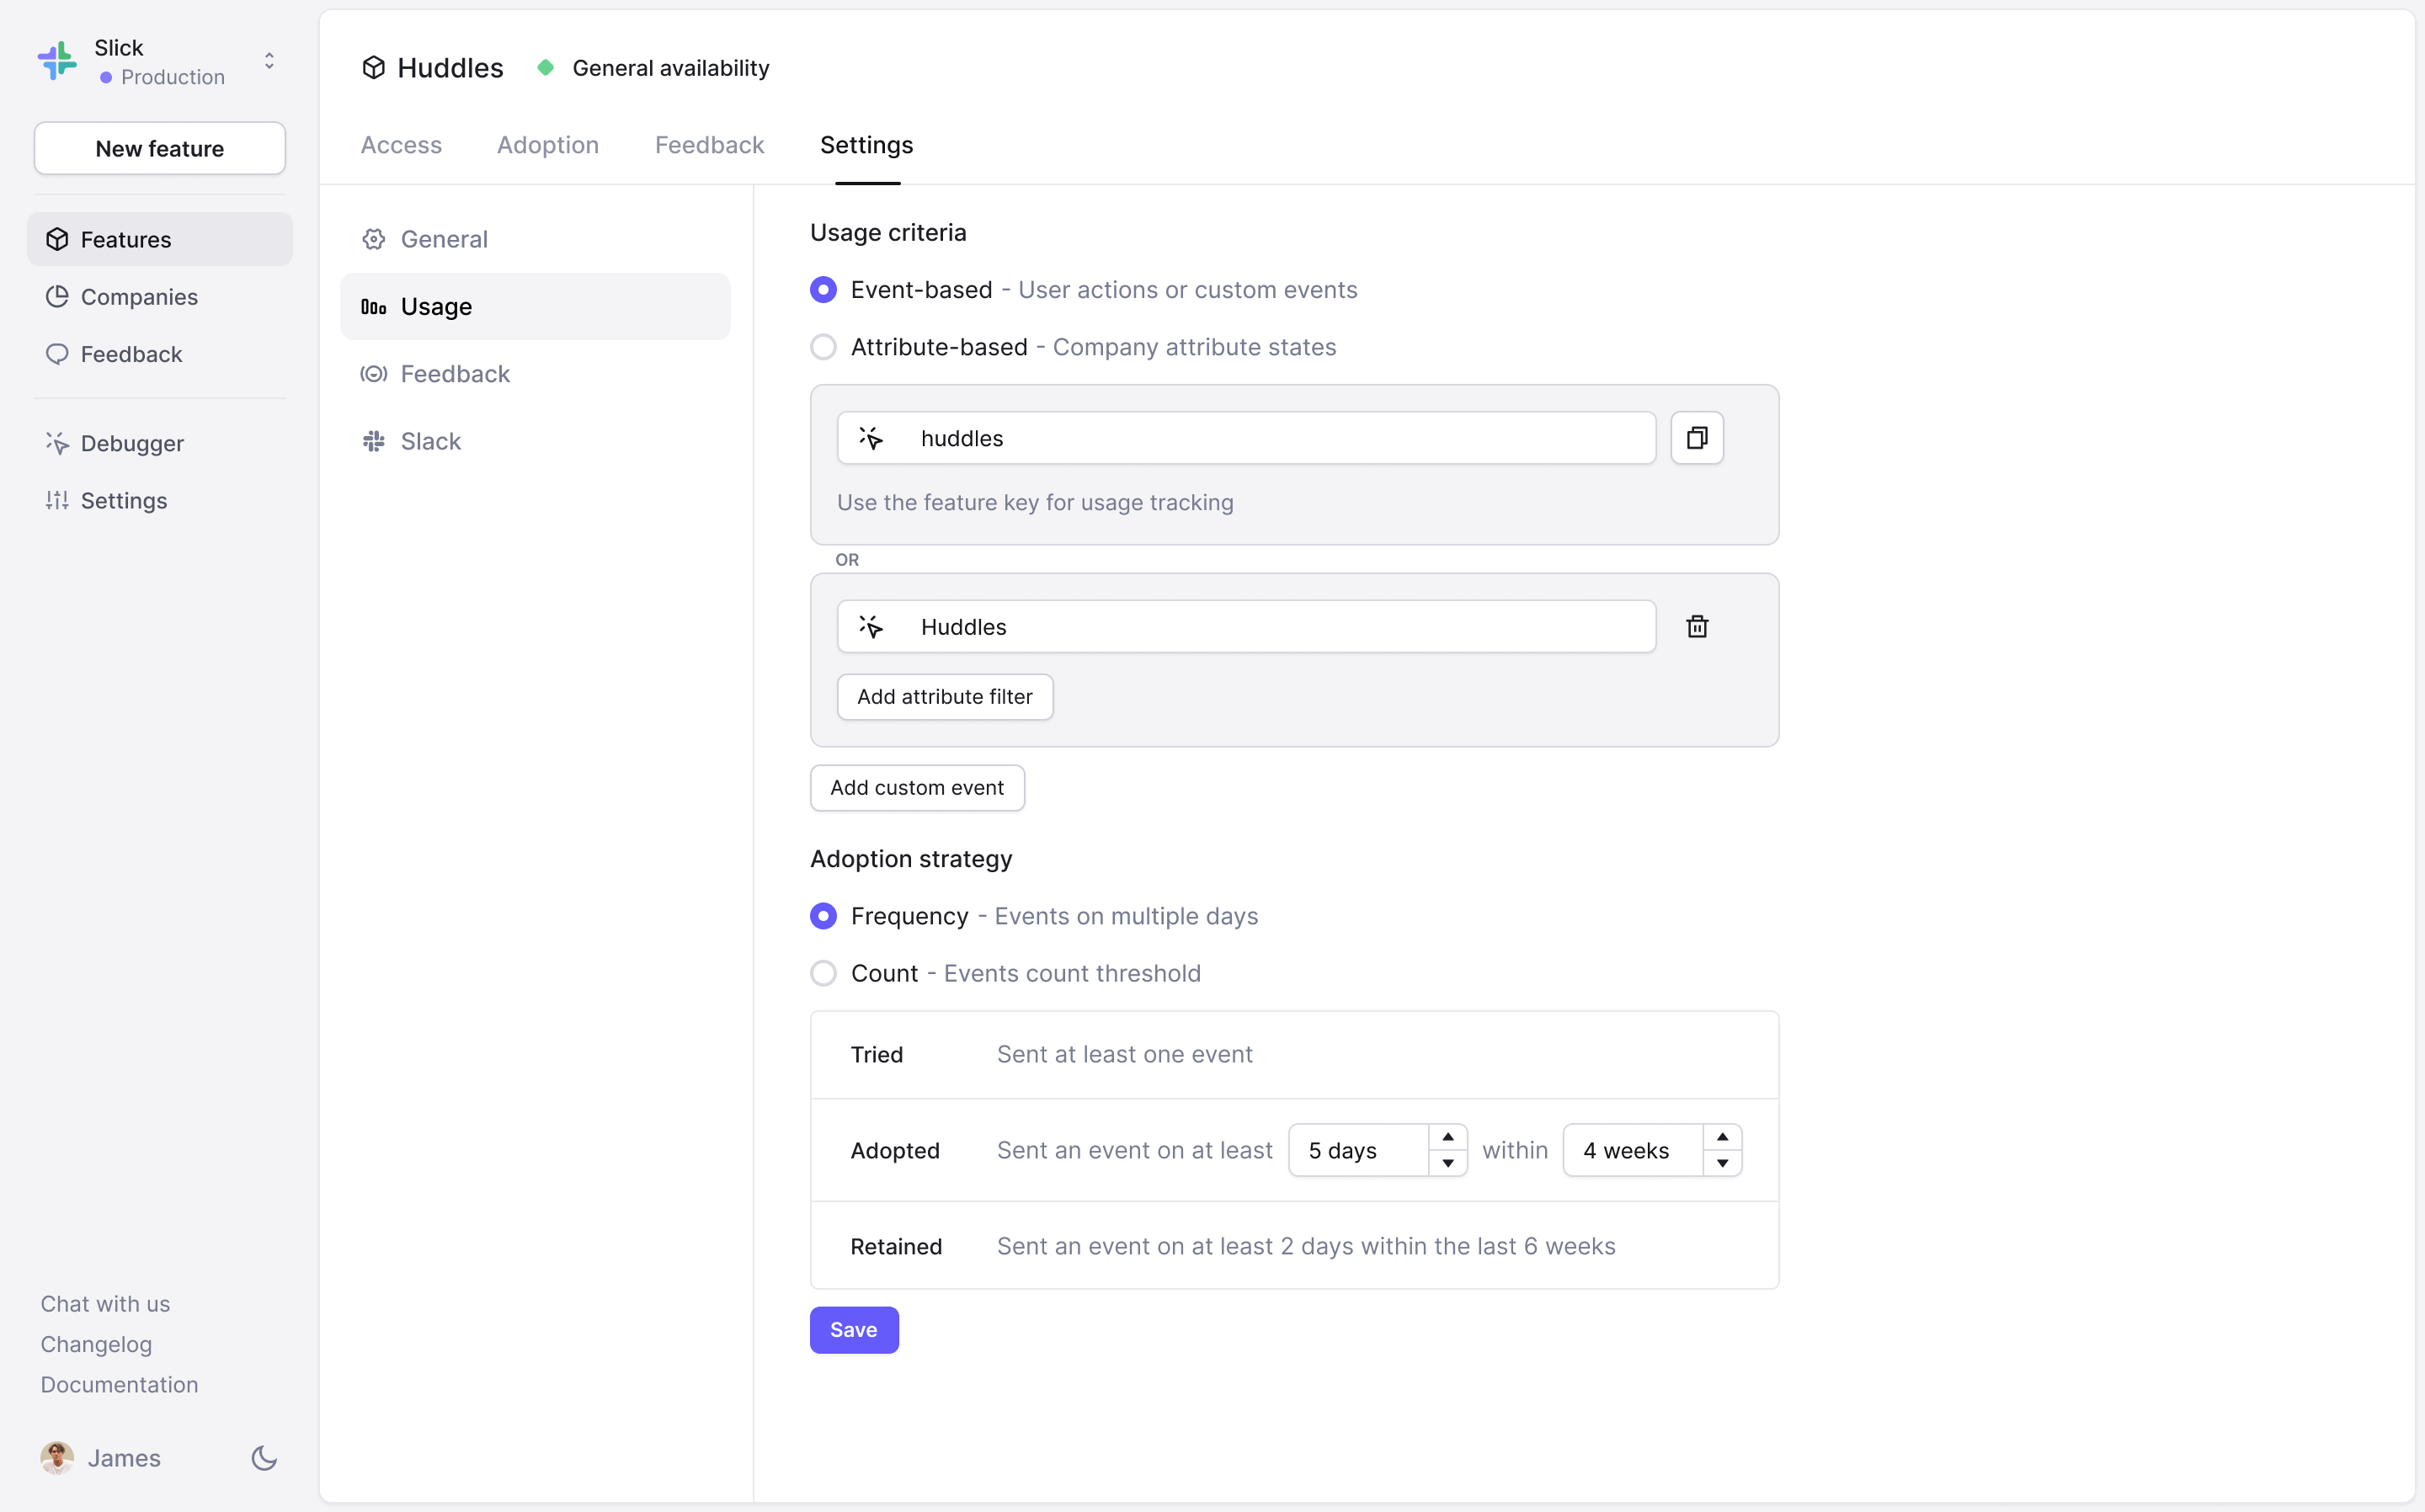 Slick
Production
New feature
Features
Companies
Feedback
Debugger
Settings
Chat with us
Changelog
Documentation
James
Huddles General availability
Access Adoption Feedback Settings
General
Usage
Feedback
Slack
Usage criteria
Event-based - User actions or custom events
Attribute-based - Company attribute states
huddles
Use the feature key for usage tracking
OR
Huddles
Add attribute filter
Add custom event
Adoption strategy
Frequency - Events on multiple days
Count - Events count threshold
Tried Sent at least one event
Adopted Sent an event on at least 5 days within 4 weeks
Retained Sent an event on at least 2 days within the last 6 weeks
Save